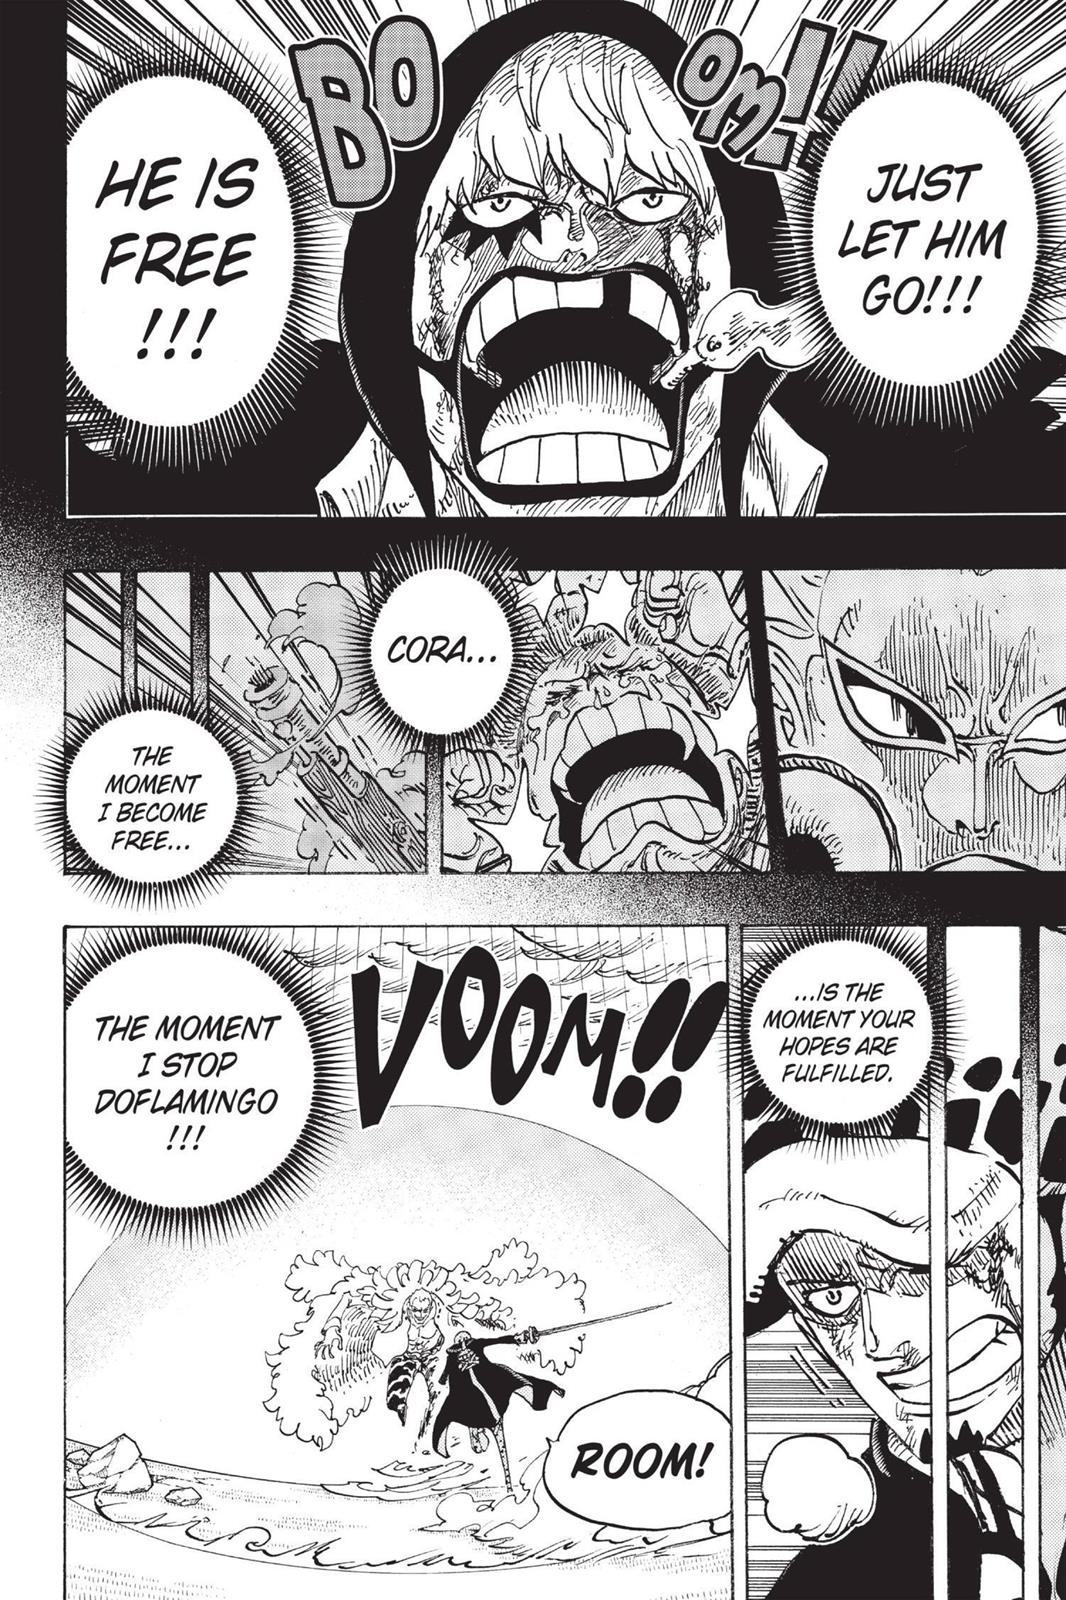 BOOM!!
JUST
LET HIM
GO!!!
HE IS
FREE
!!!
CORA...
THE
MOMENT
I BECOME
FREE...
...IS THE
MOMENT YOUR
HOPES ARE
FULFILLED.
VOOM!!
THE MOMENT
I STOP
DOFLAMINGO
!!!
ROOM!